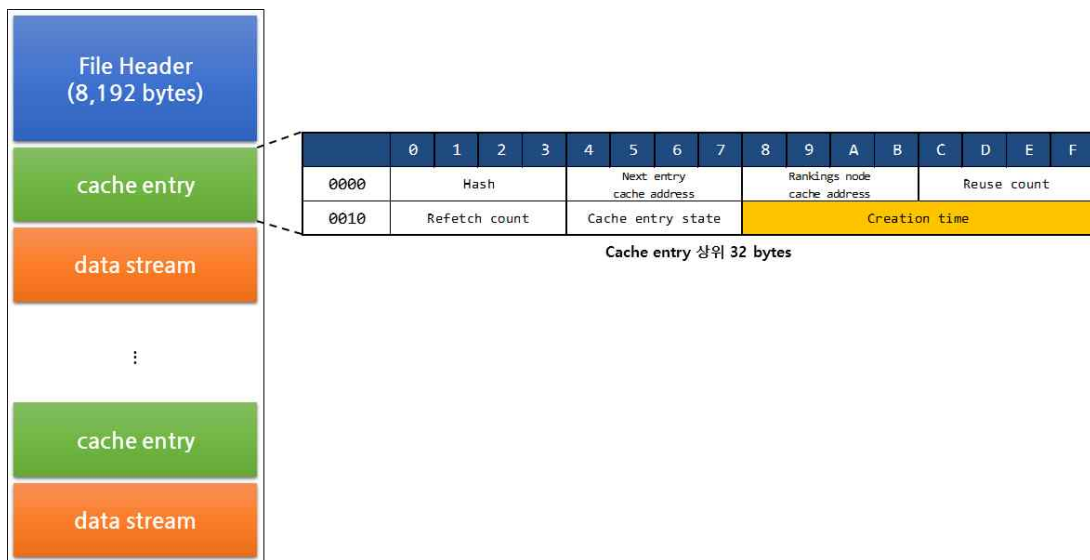 File Header
(8,192 bytes)
cache entry
data stream
⋮
cache entry
data stream
0 1 2 3 4 5 6 7 8 9 A B C D E F
0000 Hash Next entry cache address Rankings node cache address Reuse count
0010 Refetch count Cache entry state Creation time
Cache entry 상위 32 bytes